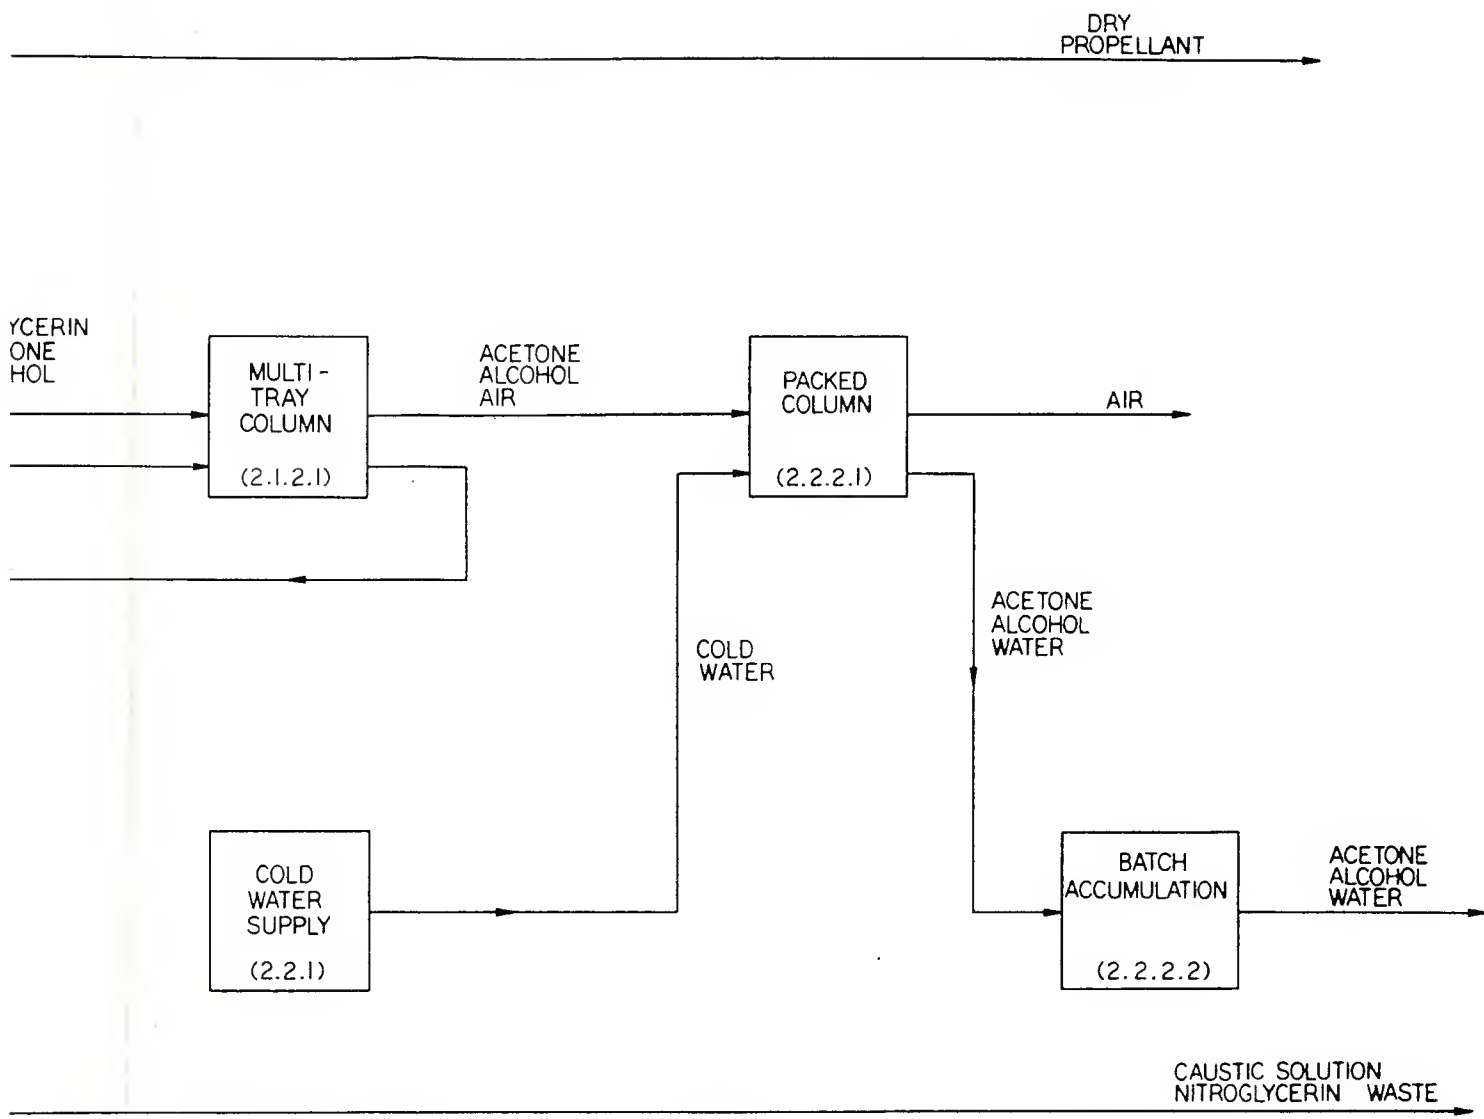 DRY
PROPELLANT
YCERIN
ONE
HOL
MULTI-
TRAY
COLUMN
(2.1.2.1)
ACETONE
ALCOHOL
AIR
PACKED
COLUMN
(2.2.2.1)
AIR
COLD
WATER
ACETONE
ALCOHOL
WATER
COLD
WATER
SUPPLY
(2.2.1)
BATCH
ACCUMULATION
(2.2.2.2)
ACETONE
ALCOHOL
WATER
CAUSTIC SOLUTION
NITROGLYCERIN WASTE